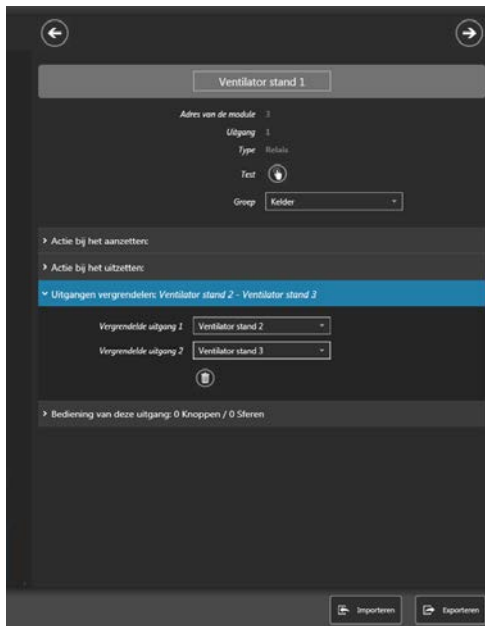 Ventilator stand 1
Adres van de module 3
Uitgang 1
Type Relais
Test
Groep Kelder
Actie bij het aanzetten:
Actie bij het uitzetten:
Uitgangen vergrendelen: Ventilator stand 2 - Ventilator stand 3
Vergrendelde uitgang 1 Ventilator stand 2
Vergrendelde uitgang 2 Ventilator stand 3
Bediening van deze uitgang: 0 Knoppen / 0 Sferen
Importeren Exporteren